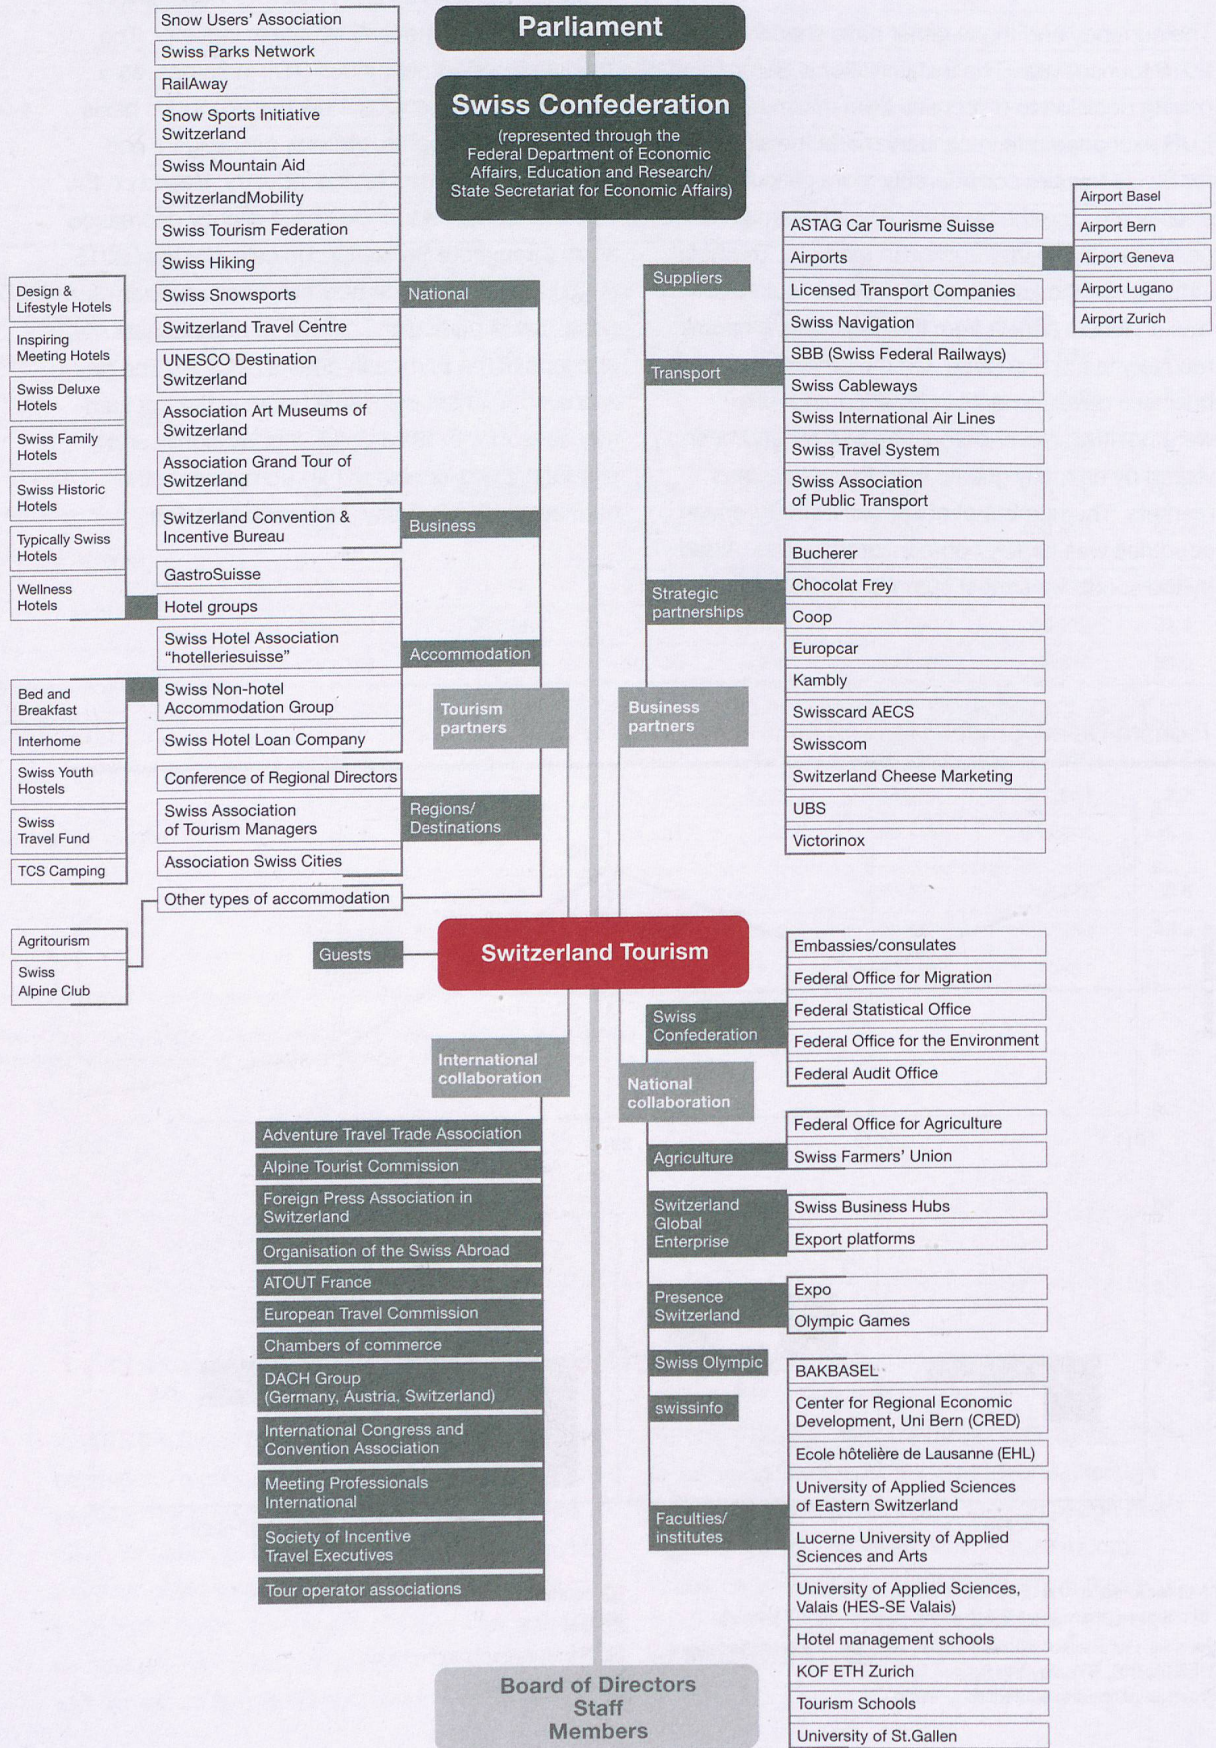 Parliament
Swiss Confederation
(represented through the
Federal Department of Economic
Affairs, Education and Research/
State Secretariat for Economic Affairs)
Snow Users' Association
Swiss Parks Network
RailAway
Snow Sports Initiative
Switzerland
Swiss Mountain Aid
SwitzerlandMobility
Swiss Tourism Federation
Swiss Hiking
Swiss Snowsports
Switzerland Travel Centre
UNESCO Destination
Switzerland
Association Art Museums of
Switzerland
Association Grand Tour of
Switzerland
National
Switzerland Convention &
Incentive Bureau
Business
Design &
Lifestyle Hotels
Inspiring
Meeting Hotels
Swiss Deluxe
Hotels
Swiss Family
Hotels
Swiss Historic
Hotels
Typically Swiss
Hotels
Wellness
Hotels
GastroSuisse
Hotel groups
Swiss Hotel Association
"hotelleriesuisse"
Swiss Non-hotel
Accommodation Group
Swiss Hotel Loan Company
Accommodation
Bed and
Breakfast
Interhome
Swiss Youth
Hostels
Swiss
Travel Fund
TCS Camping
Conference of Regional Directors
Swiss Association
of Tourism Managers
Association Swiss Cities
Regions/
Destinations
Other types of accommodation
Agritourism
Swiss
Alpine Club
Tourism
partners
Business
partners
Suppliers
Transport
ASTAG Car Tourisme Suisse
Airports
Licensed Transport Companies
Swiss Navigation
SBB (Swiss Federal Railways)
Swiss Cableways
Swiss International Air Lines
Swiss Travel System
Swiss Association
of Public Transport
Airport Basel
Airport Bern
Airport Geneva
Airport Lugano
Airport Zurich
Strategic
partnerships
Bucherer
Chocolat Frey
Coop
Europcar
Kambly
Swisscard AECS
Swisscom
Switzerland Cheese Marketing
UBS
Victorinox
Guests
Switzerland Tourism
International
collaboration
Adventure Travel Trade Association
Alpine Tourist Commission
Foreign Press Association in
Switzerland
Organisation of the Swiss Abroad
ATOUT France
European Travel Commission
Chambers of commerce
DACH Group
(Germany, Austria, Switzerland)
International Congress and
Convention Association
Meeting Professionals
International
Society of Incentive
Travel Executives
Tour operator associations
National
collaboration
Swiss
Confederation
Embassies/consulates
Federal Office for Migration
Federal Statistical Office
Federal Office for the Environment
Federal Audit Office
Agriculture
Federal Office for Agriculture
Swiss Farmers' Union
Switzerland
Global
Enterprise
Swiss Business Hubs
Export platforms
Presence
Switzerland
Expo
Olympic Games
Swiss Olympic
swissinfo
Faculties/
institutes
BAKBASEL
Center for Regional Economic
Development, Uni Bern (CRED)
Ecole hôtelière de Lausanne (EHL)
University of Applied Sciences
of Eastern Switzerland
Lucerne University of Applied
Sciences and Arts
University of Applied Sciences,
Valais (HES-SE Valais)
Hotel management schools
KOF ETH Zurich
Tourism Schools
University of St.Gallen
Board of Directors
Staff
Members